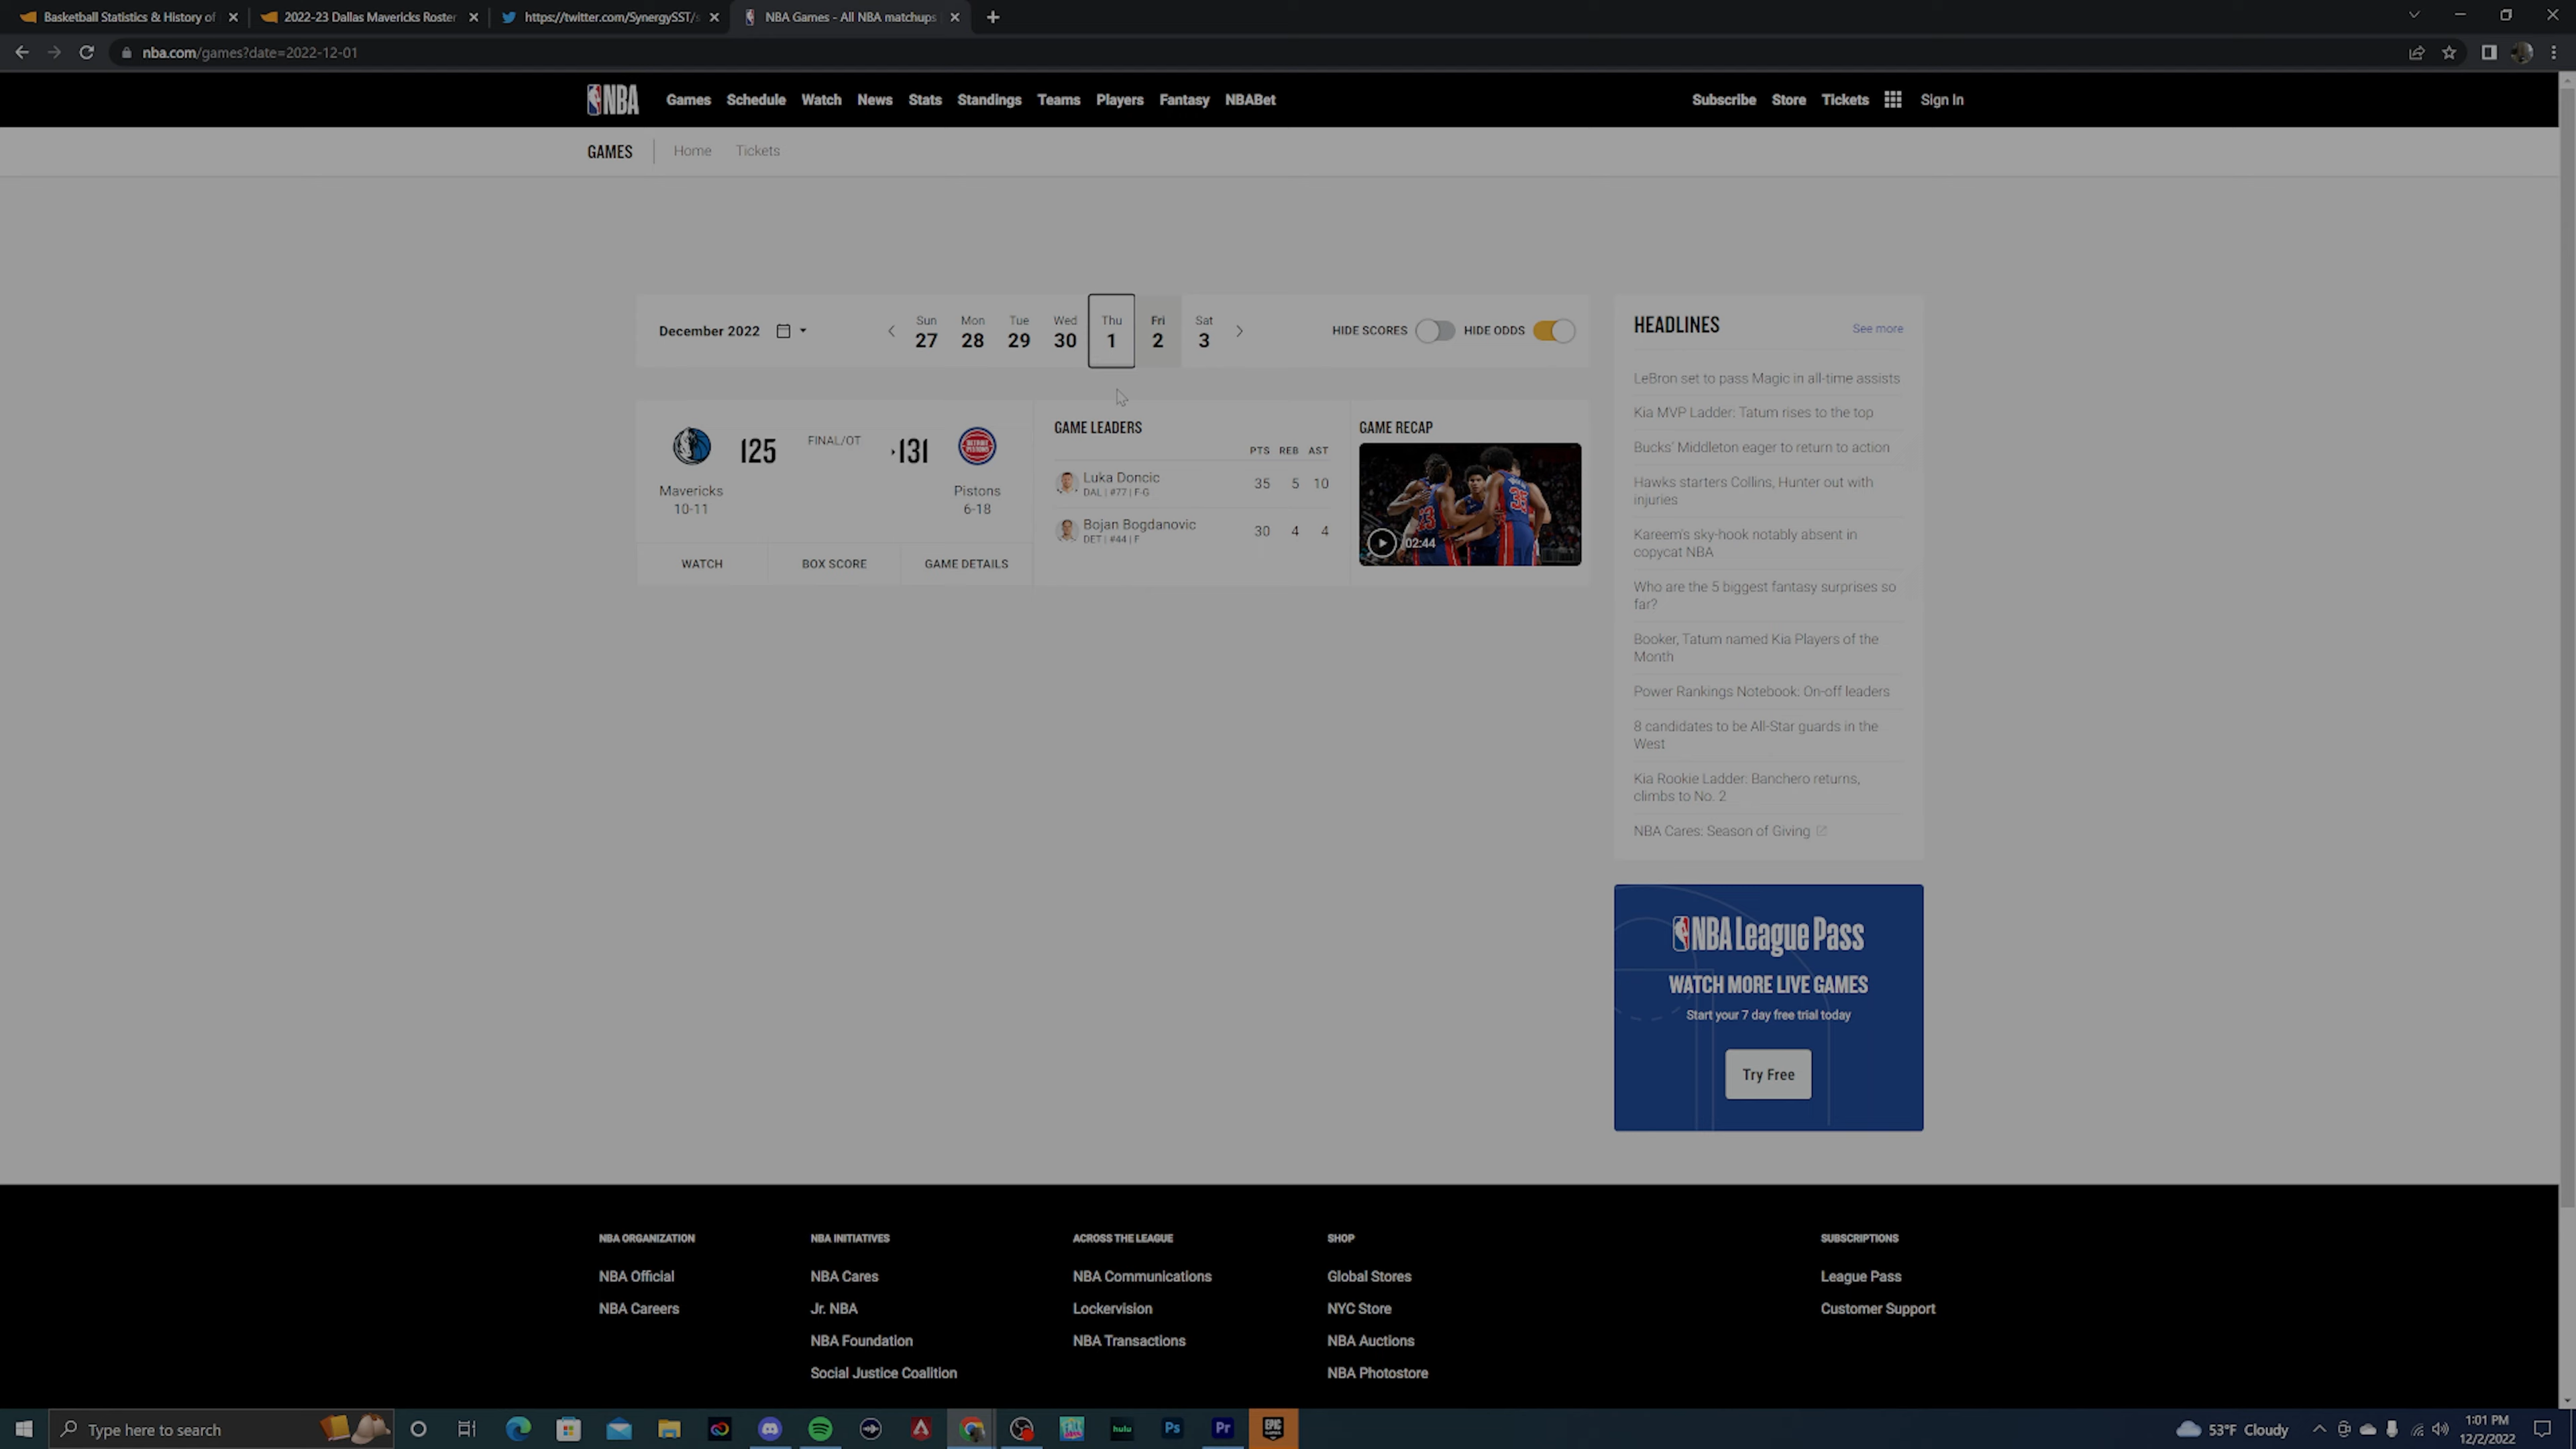 Basketball Statistics & History of
2022-23 Dallas Mavericks Roster
https://twitter.com/SynergySST/s
NBA Games - All NBA matchups
nba.com/games?date=2022-12-01
NBA Games Schedule Watch News Stats Standings Teams Players Fantasy NBABet Subscribe Store Tickets Sign In
GAMES Home Tickets
December 2022
Sun 27
Mon 28
Tue 29
Wed 30
Thu 1
Fri 2
Sat 3
HIDE SCORES HIDE ODDS
125 FINAL/OT 131
Mavericks
10-11
DETROIT PISTONS
Pistons
6-18
WATCH BOX SCORE GAME DETAILS
GAME LEADERS
PTS REB AST
Luka Doncic 35 5 10
DAL | #77 | F-G
Bojan Bogdanovic 30 4 4
DET | #44 | F
GAME RECAP
23 35
02:44
HEADLINES See more
LeBron set to pass Magic in all-time assists
Kia MVP Ladder: Tatum rises to the top
Bucks' Middleton eager to return to action
Hawks starters Collins, Hunter out with
injuries
Kareem's sky-hook notably absent in
copycat NBA
Who are the 5 biggest fantasy surprises so
far?
Booker, Tatum named Kia Players of the
Month
Power Rankings Notebook: On-off leaders
8 candidates to be All-Star guards in the
West
Kia Rookie Ladder: Banchero returns,
climbs to No. 2
NBA Cares: Season of Giving
NBA League Pass
WATCH MORE LIVE GAMES
Start your 7 day free trial today
Try Free
NBA ORGANIZATION
NBA Official
NBA Careers
NBA INITIATIVES
NBA Cares
Jr. NBA
NBA Foundation
Social Justice Coalition
ACROSS THE LEAGUE
NBA Communications
Lockervision
NBA Transactions
SHOP
Global Stores
NYC Store
NBA Auctions
NBA Photostore
SUBSCRIPTIONS
League Pass
Customer Support
Type here to search
hulu
Ps
Pr
EPIC GAMES
53°F Cloudy
1:01 PM
12/2/2022